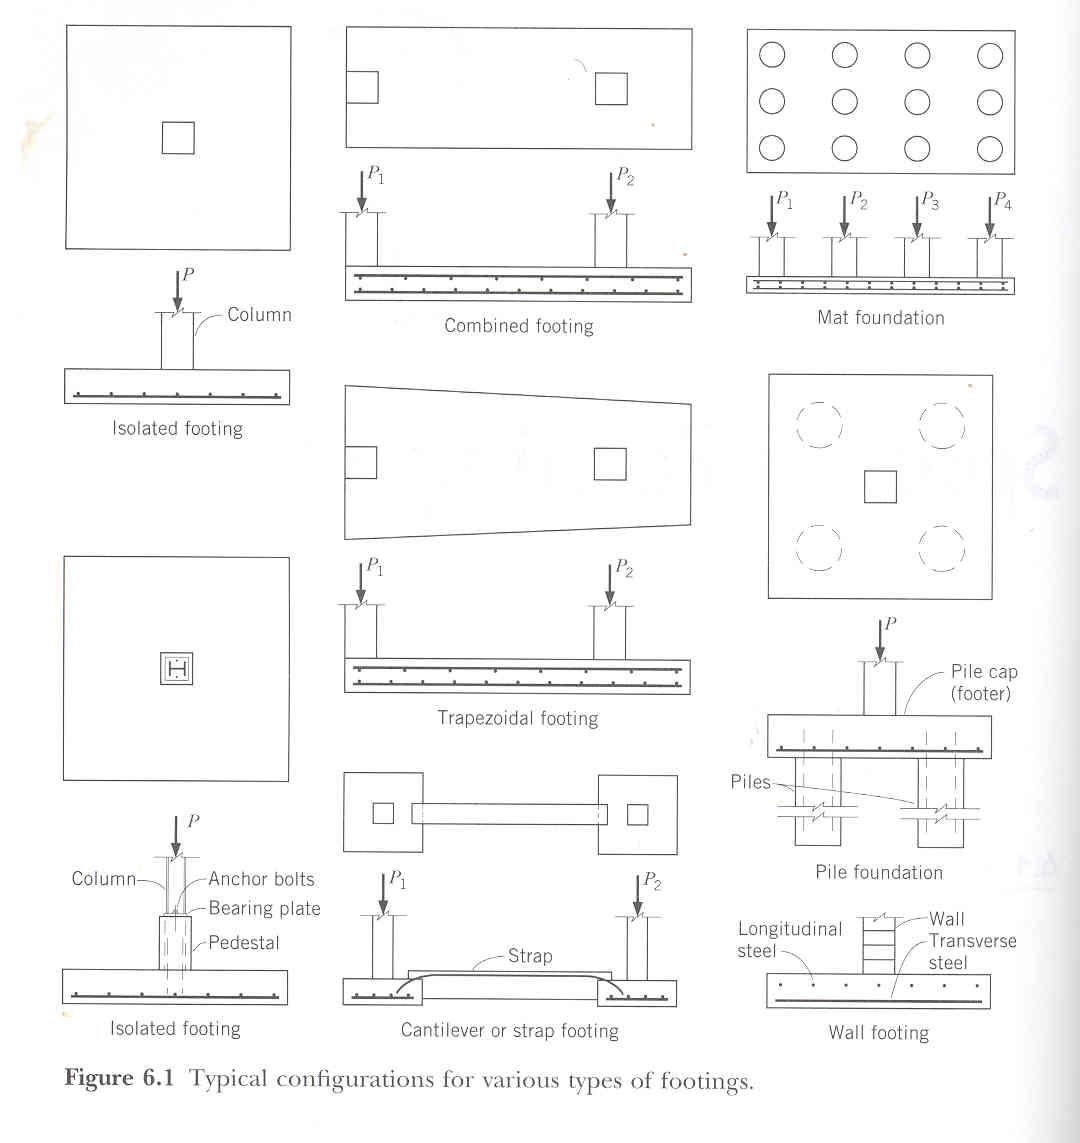 P
Column
Isolated footing
P1
P2
Combined footing
P1
P2
P3
P4
Mat foundation
P1
P2
Trapezoidal footing
P
Pile cap
(footer)
Piles
Pile foundation
H
P
Column
Anchor bolts
Bearing plate
Pedestal
Isolated footing
P1
P2
Strap
Cantilever or strap footing
Longitudinal
steel
Wall
Transverse
steel
Wall footing
Figure 6.1 Typical configurations for various types of footings.